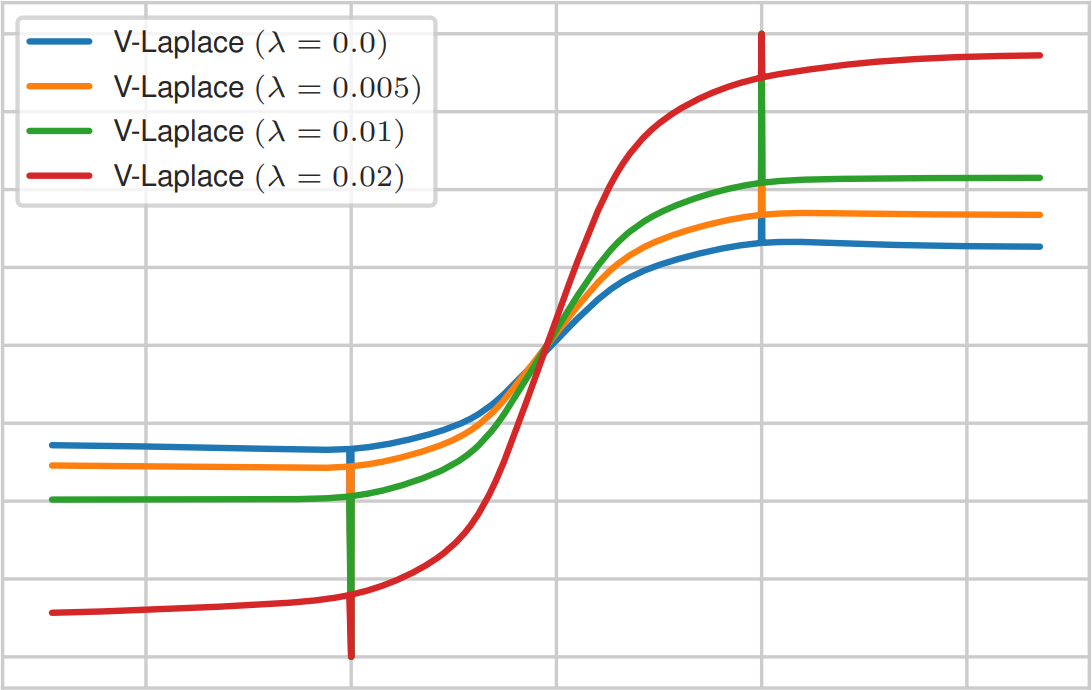 V-Laplace (λ = 0.0)
V-Laplace (λ = 0.005)
V-Laplace (λ = 0.01)
V-Laplace (λ = 0.02)